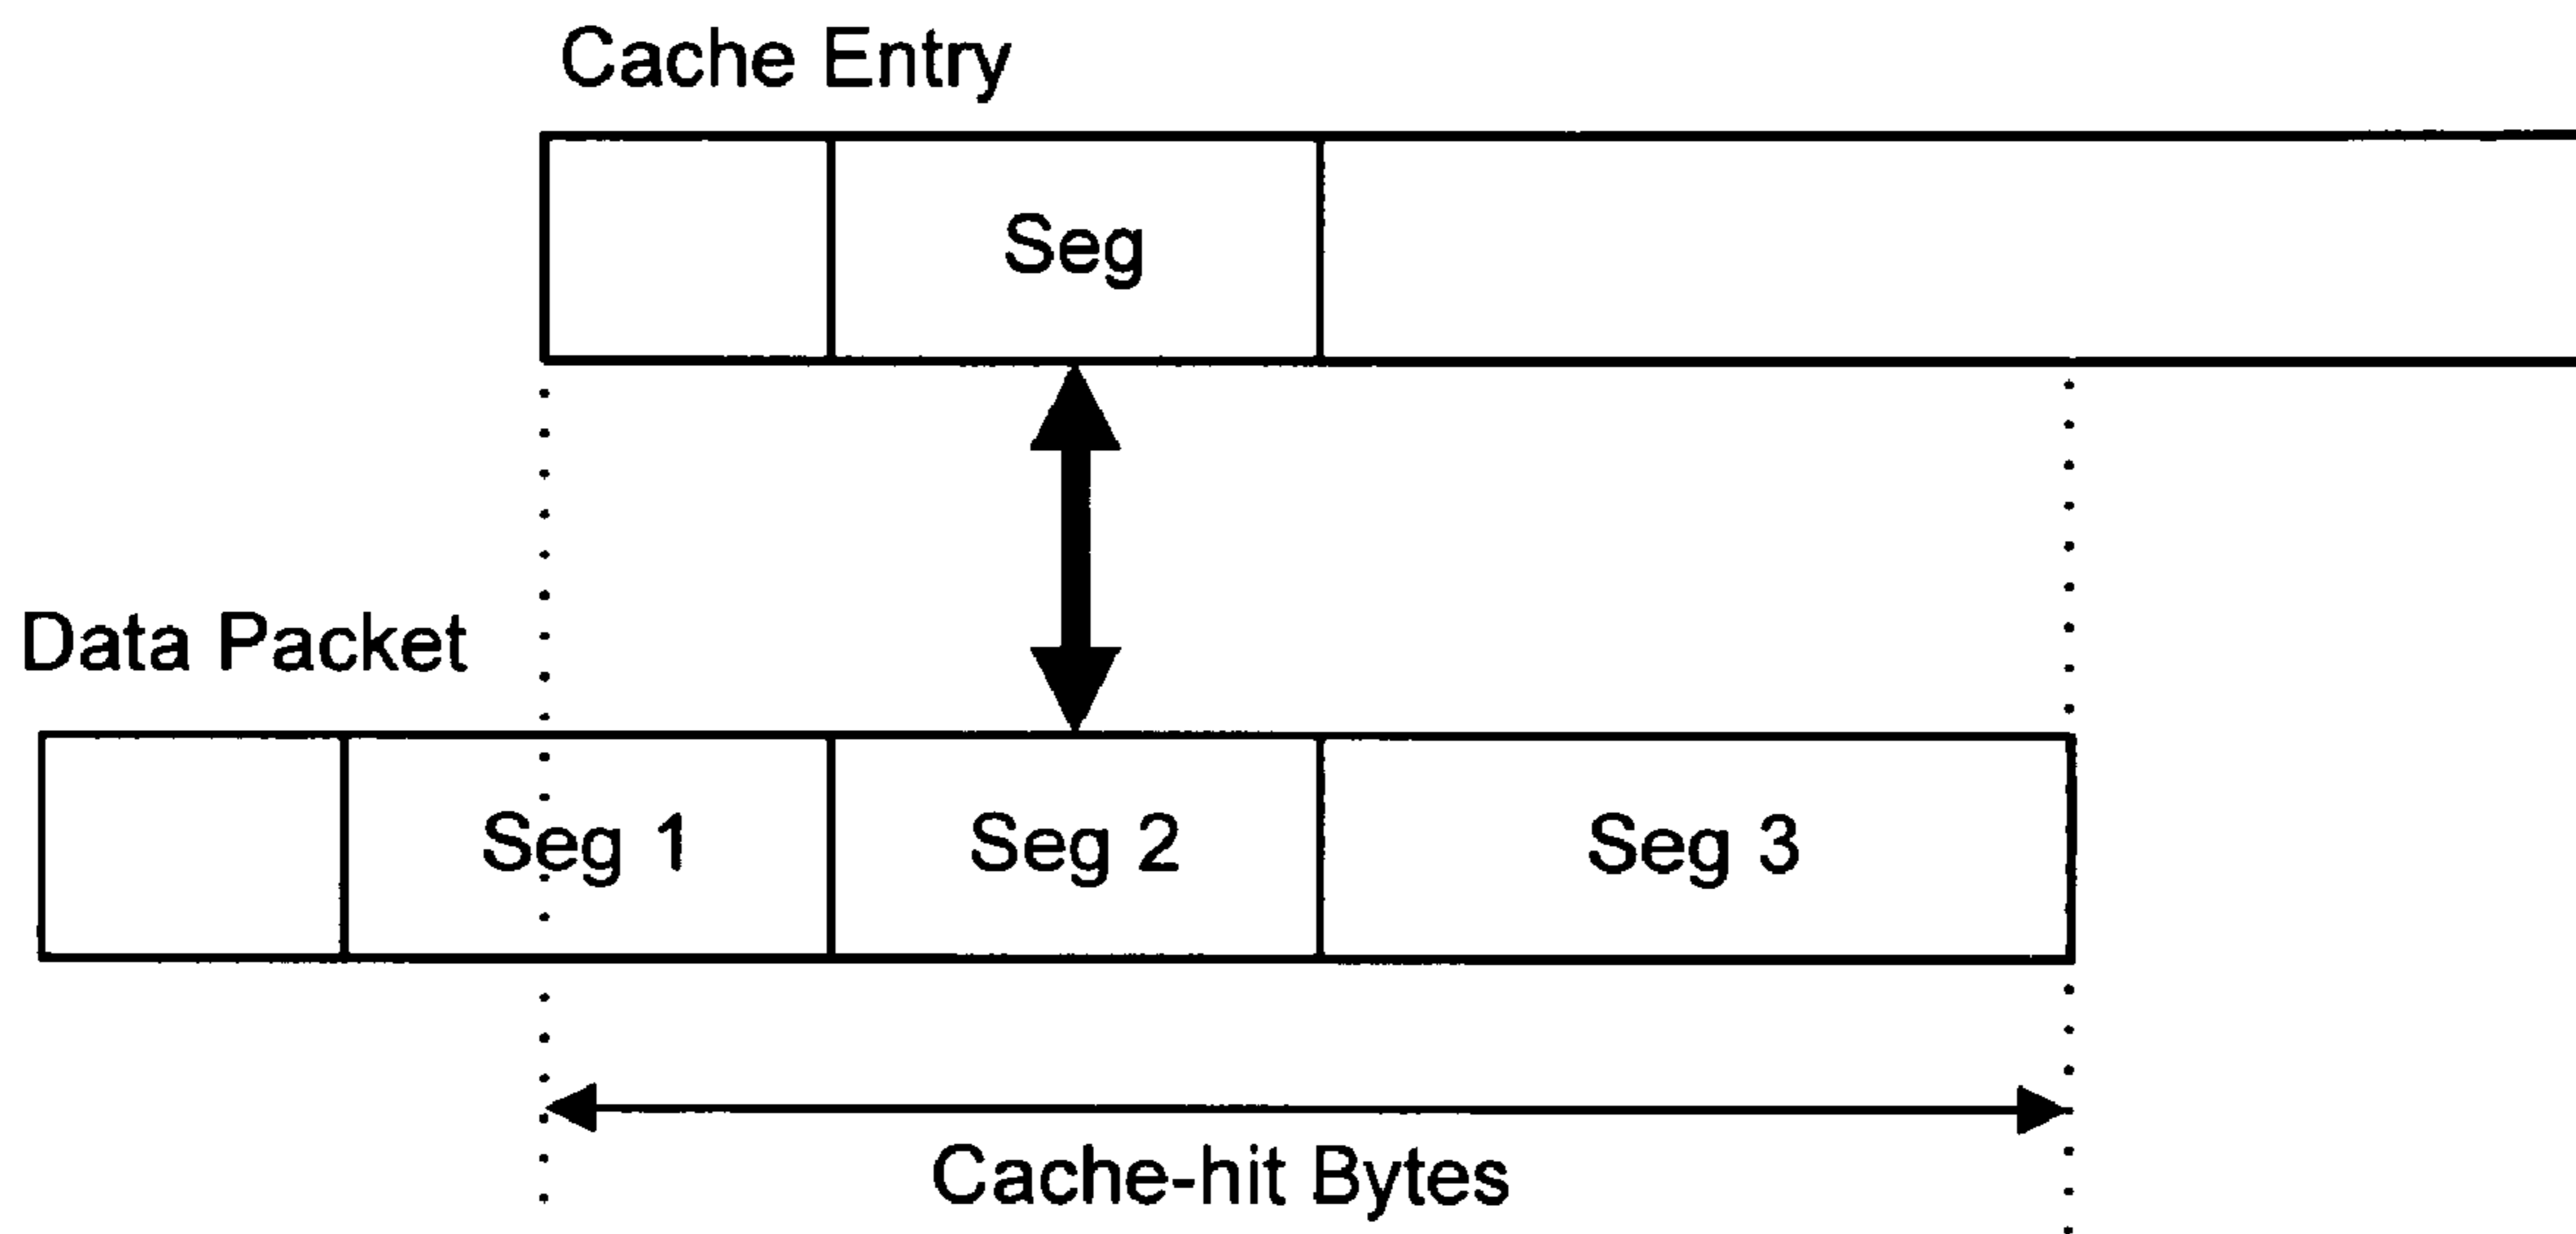 Cache Entry
Seg
Data Packet
Seg 1
Seg 2
Seg 3
Cache-hit Bytes